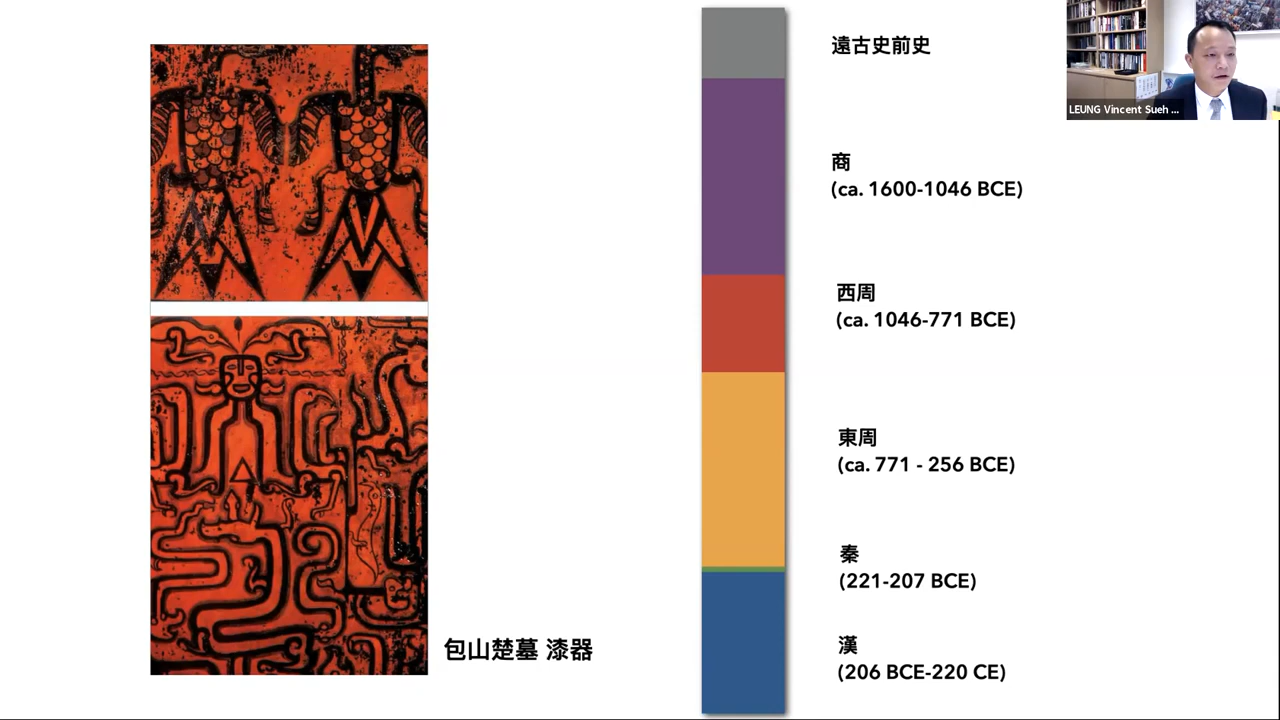 遠古史前史
LEUNG Vincent Sueh ...
商
(ca. 1600-1046 BCE)
西周
(ca. 1046-771 BCE)
東周
(ca. 771 - 256 BCE)
秦
(221-207 BCE)
包山楚墓 漆器
漢
(206 BCE-220 CE)